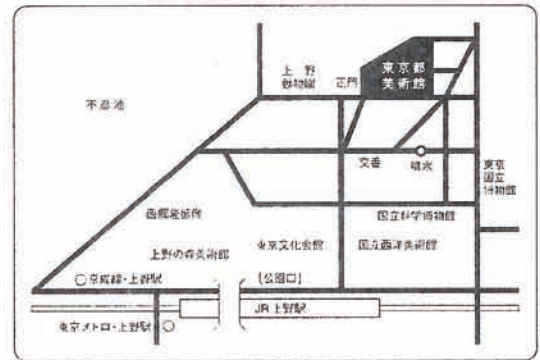 上野
動物園
正門
東京都
美術館
不忍池
交番
噴水
東京
国立
博物館
西郷隆盛像
国立科学博物館
上野の森美術館
東京文化会館
国立西洋美術館
京成線・上野駅
(公園口)
JR上野駅
東京メトロ・上野駅